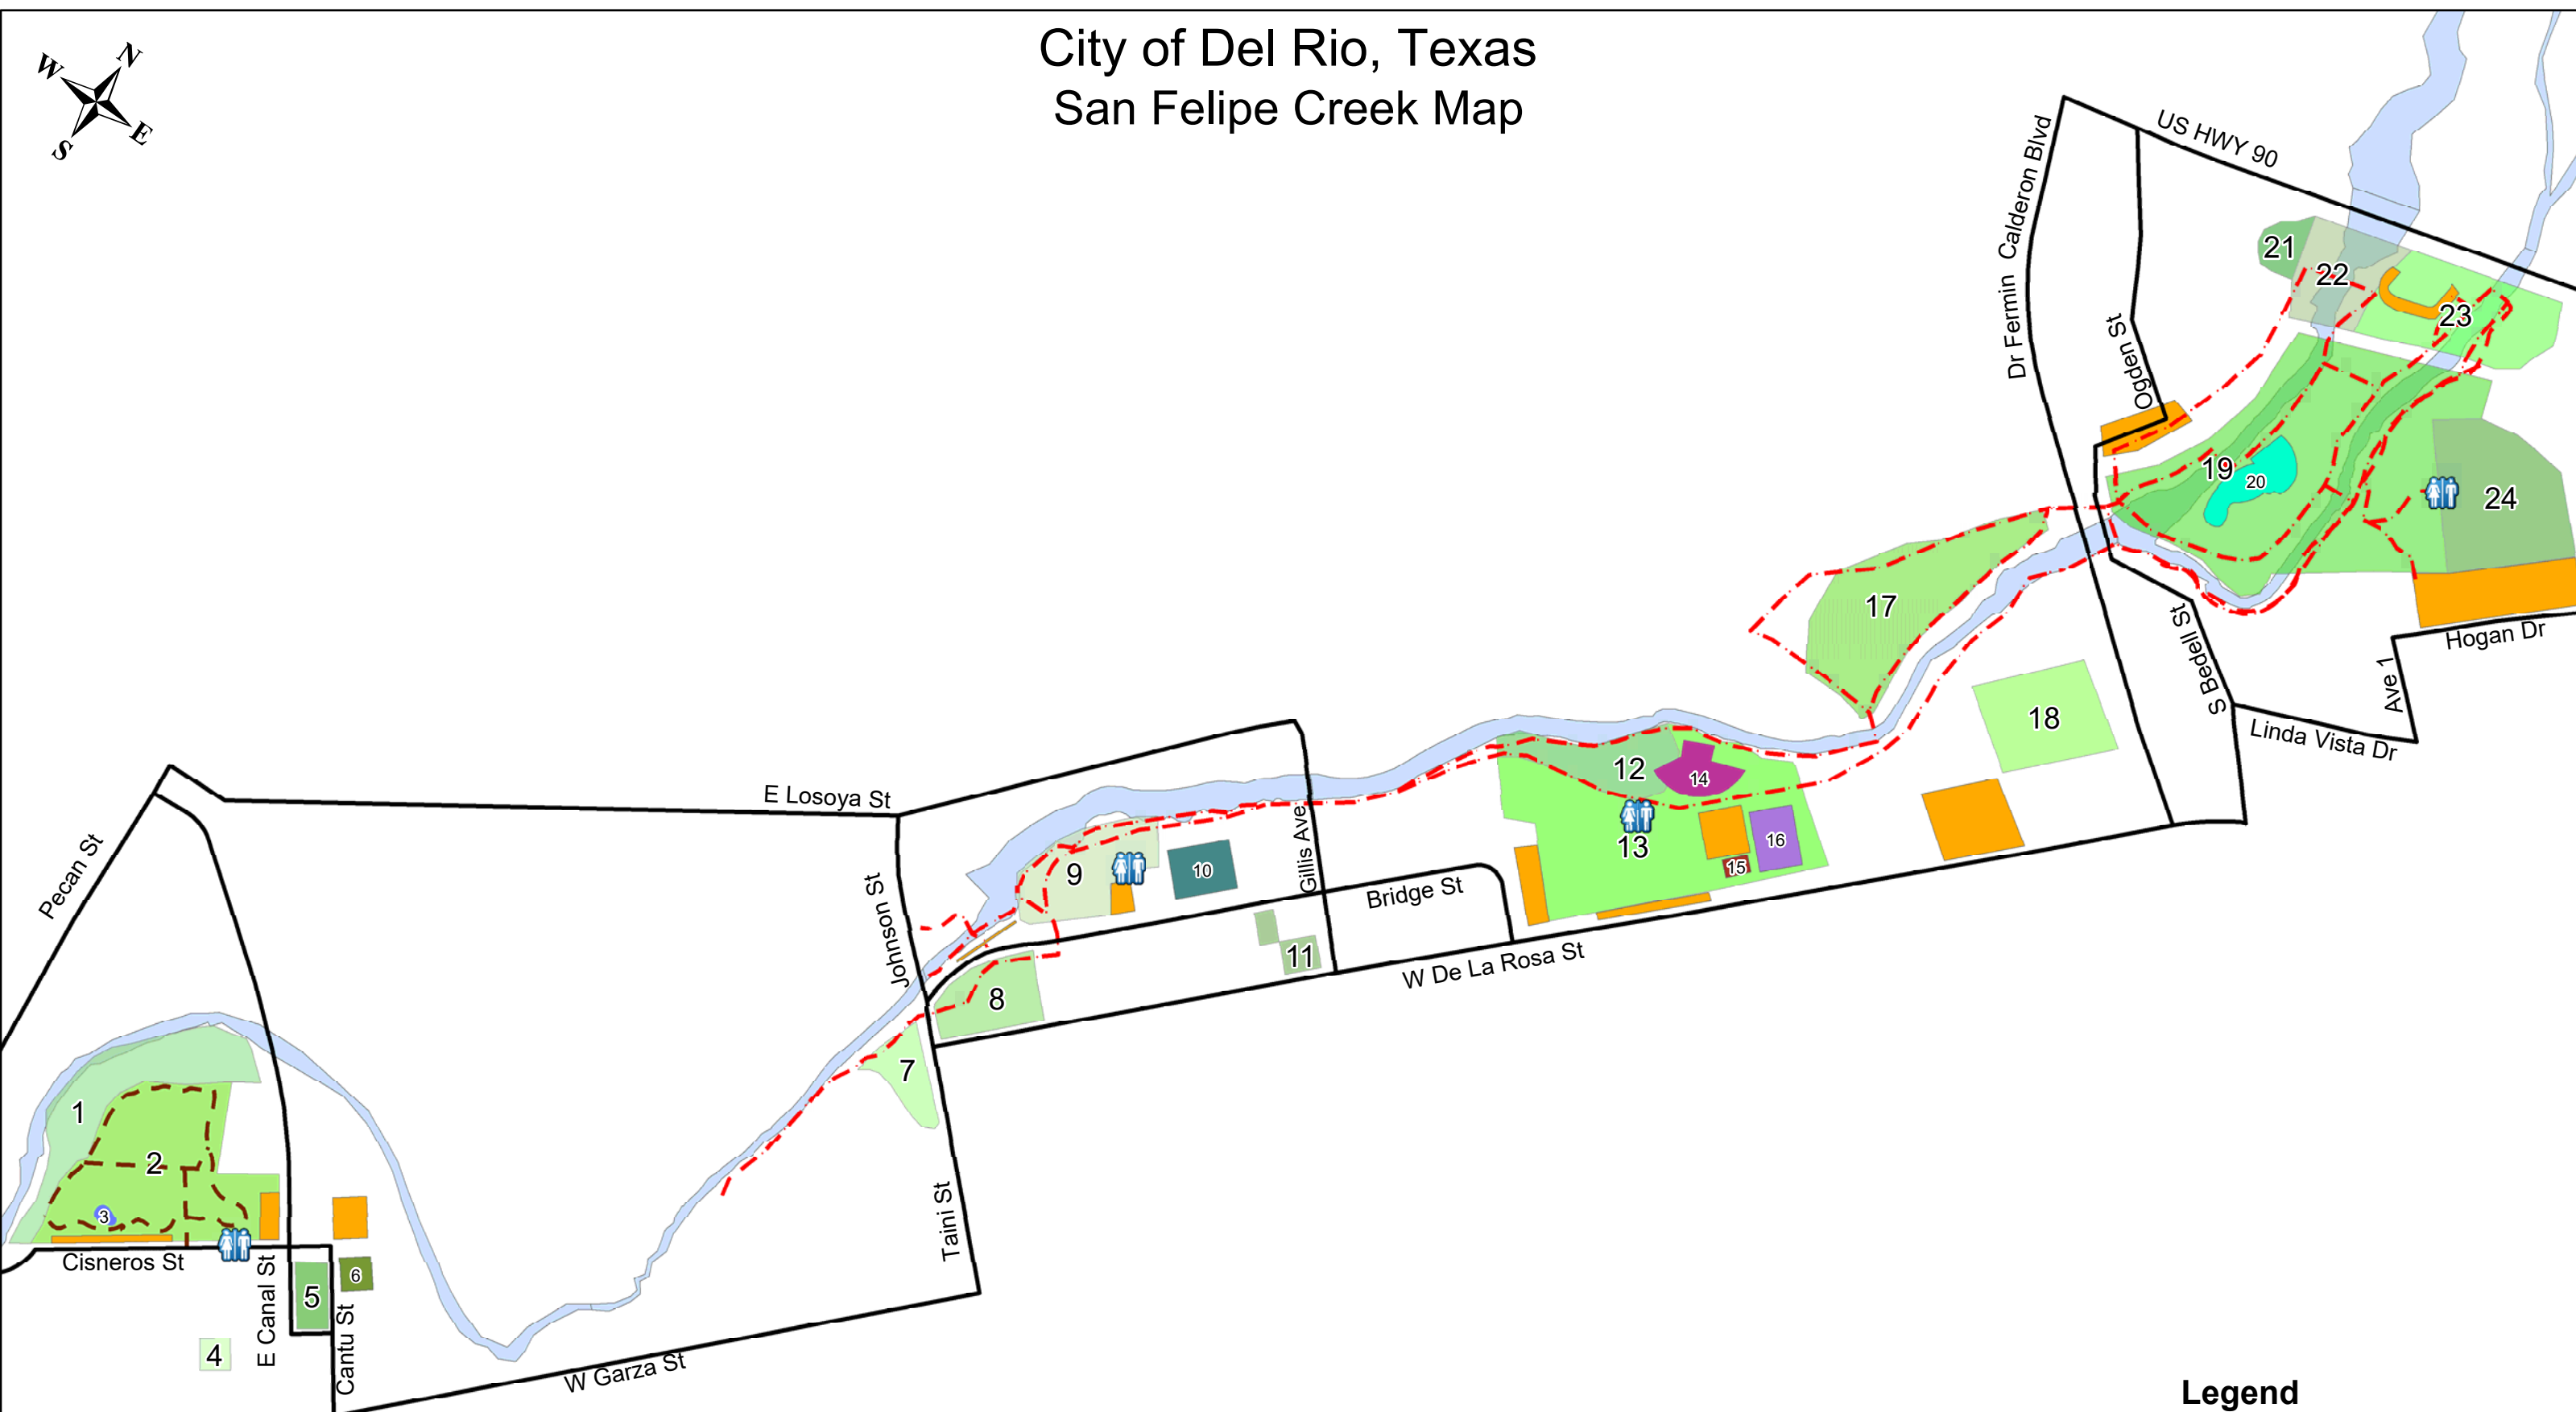 City of Del Rio, Texas
San Felipe Creek Map
N
W
E
S
US HWY 90
Dr Fermin Calderon Blvd
Ogden St
21
22
23
19
20
24
17
S Bedell St
Hogan Dr
Ave 1
18
Linda Vista Dr
12
14
13
16
15
E Losoya St
Gillis Ave
9
10
Bridge St
Pecan St
Johnson St
11
W De La Rosa St
8
7
1
2
3
Taini St
Cisneros St
E Canal St
5
6
Cantu St
4
W Garza St
Legend